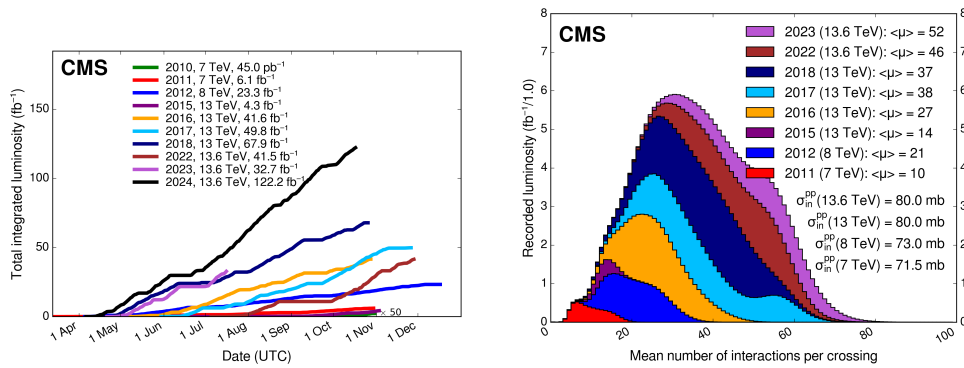 CMS
2010, 7 TeV, 45.0 pb⁻¹
2011, 7 TeV, 6.1 fb⁻¹
2012, 8 TeV, 23.3 fb⁻¹
2015, 13 TeV, 4.3 fb⁻¹
2016, 13 TeV, 41.6 fb⁻¹
2017, 13 TeV, 49.8 fb⁻¹
2018, 13 TeV, 67.9 fb⁻¹
2022, 13.6 TeV, 41.5 fb⁻¹
2023, 13.6 TeV, 32.7 fb⁻¹
2024, 13.6 TeV, 122.2 fb⁻¹
Total integrated luminosity (fb⁻¹)
150
100
50
0
× 50
1 Apr
1 May
1 Jun
1 Jul
1 Aug
1 Sep
1 Oct
1 Nov
1 Dec
Date (UTC)
CMS
2023 (13.6 TeV): <μ> = 52
2022 (13.6 TeV): <μ> = 46
2018 (13 TeV): <μ> = 37
2017 (13 TeV): <μ> = 38
2016 (13 TeV): <μ> = 27
2015 (13 TeV): <μ> = 14
2012 (8 TeV): <μ> = 21
2011 (7 TeV): <μ> = 10
σ_in^pp (13.6 TeV) = 80.0 mb
σ_in^pp (13 TeV) = 80.0 mb
σ_in^pp (8 TeV) = 73.0 mb
σ_in^pp (7 TeV) = 71.5 mb
Recorded luminosity (fb⁻¹/1.0)
8
7
6
5
4
3
2
1
0
8
7
6
5
4
3
2
1
0
0
20
40
60
80
100
Mean number of interactions per crossing